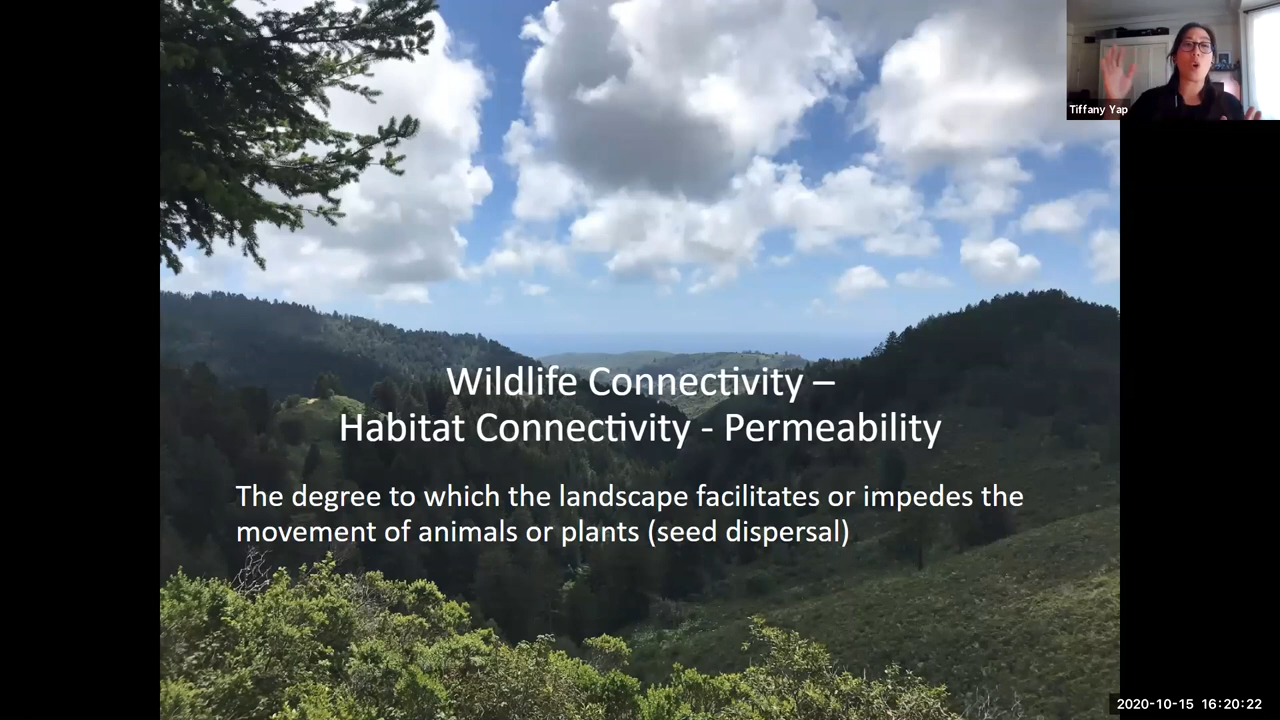 Tiffany Yap
Wildlife Connectivity –
Habitat Connectivity - Permeability
The degree to which the landscape facilitates or impedes the
movement of animals or plants (seed dispersal)
2020-10-15 16:20:22